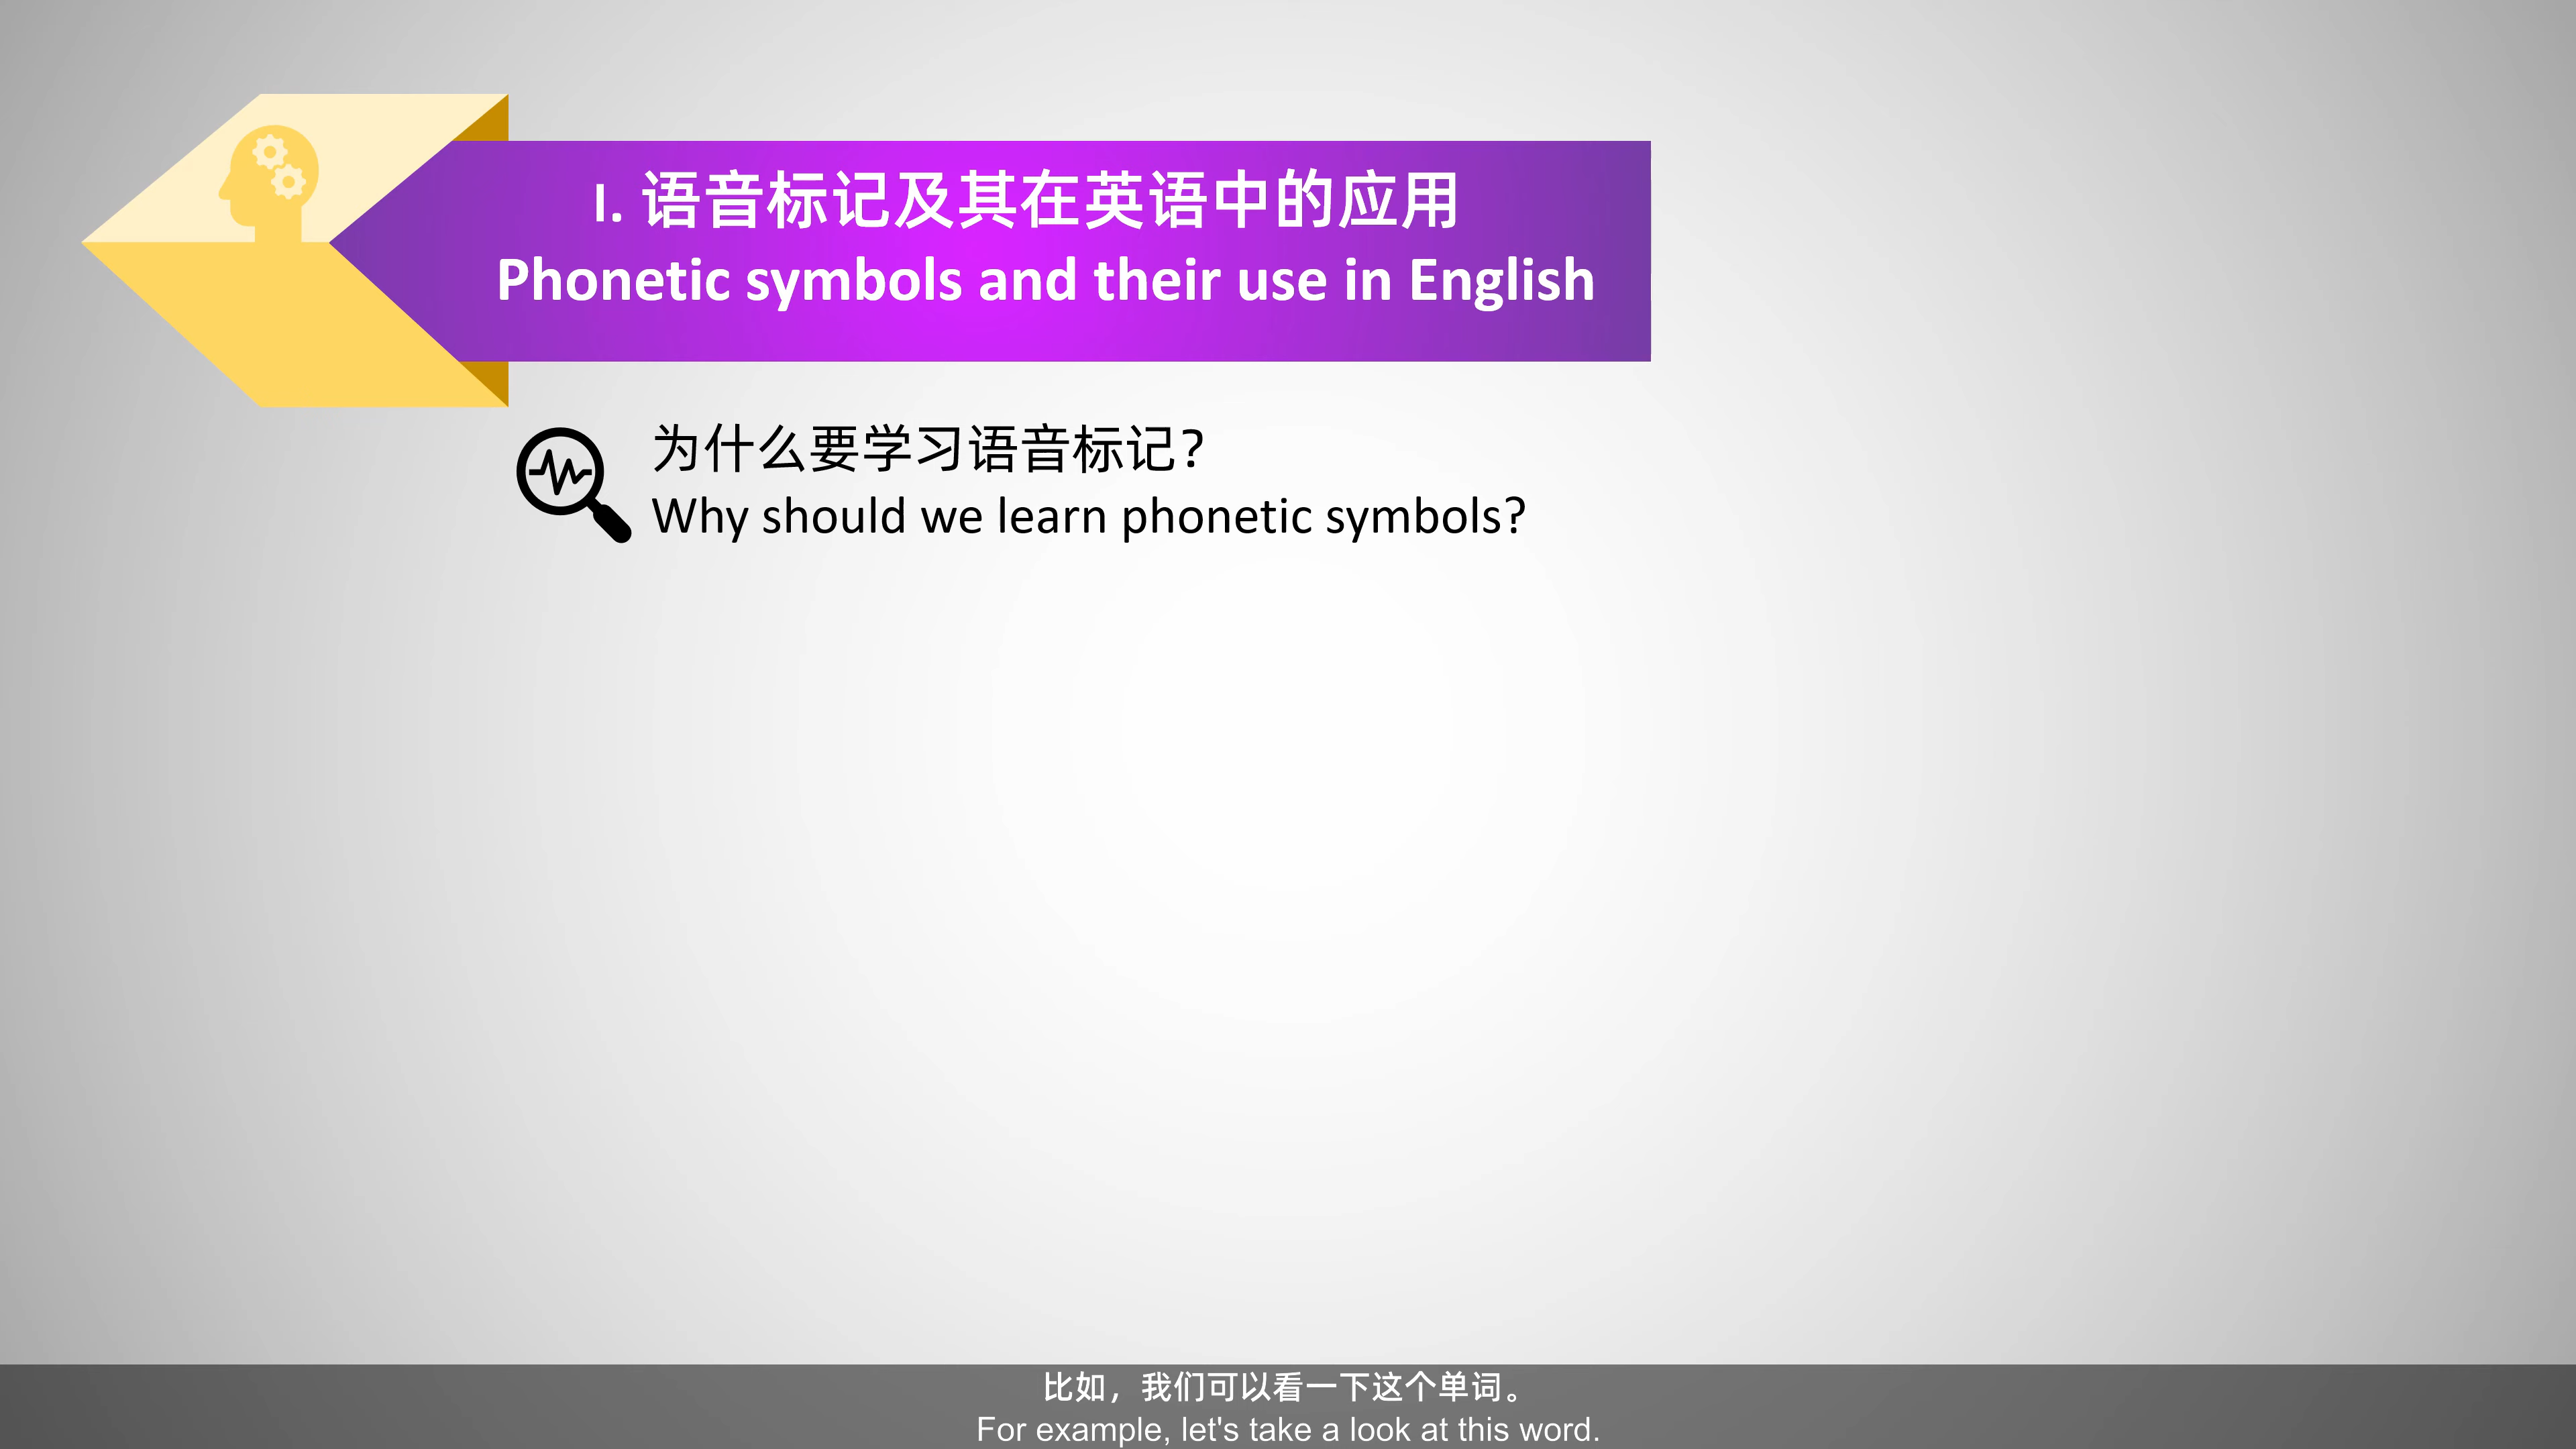 I. 语音标记及其在英语中的应用
Phonetic symbols and their use in English
为什么要学习语音标记？
Why should we learn phonetic symbols?
比如，我们可以看一下这个单词。
For example, let's take a look at this word.